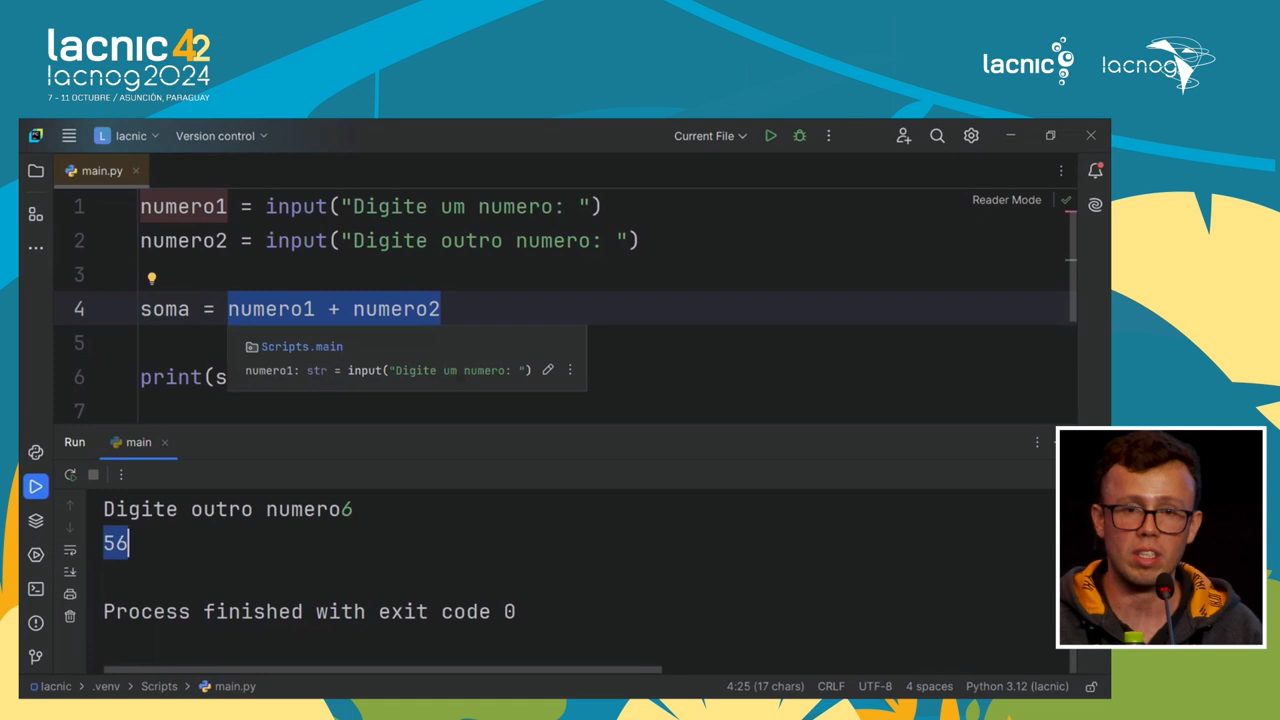 lacnic 42
lacnog2024
7 - 11 OCTUBRE / ASUNCIÓN, PARAGUAY
lacnic
lacnog
L lacnic
Version control
Current File
main.py
Reader Mode
1 numero1 = input("Digite um numero: ")
2 numero2 = input("Digite outro numero: ")
3
4 soma = numero1 + numero2
5
Scripts.main
numero1: str = input("Digite um numero: ")
6 print(s
7
Run
main
Digite outro numero6
56
Process finished with exit code 0
lacnic > .venv > Scripts > main.py
4:25 (17 chars)
CRLF
UTF-8
4 spaces
Python 3.12 (lacnic)